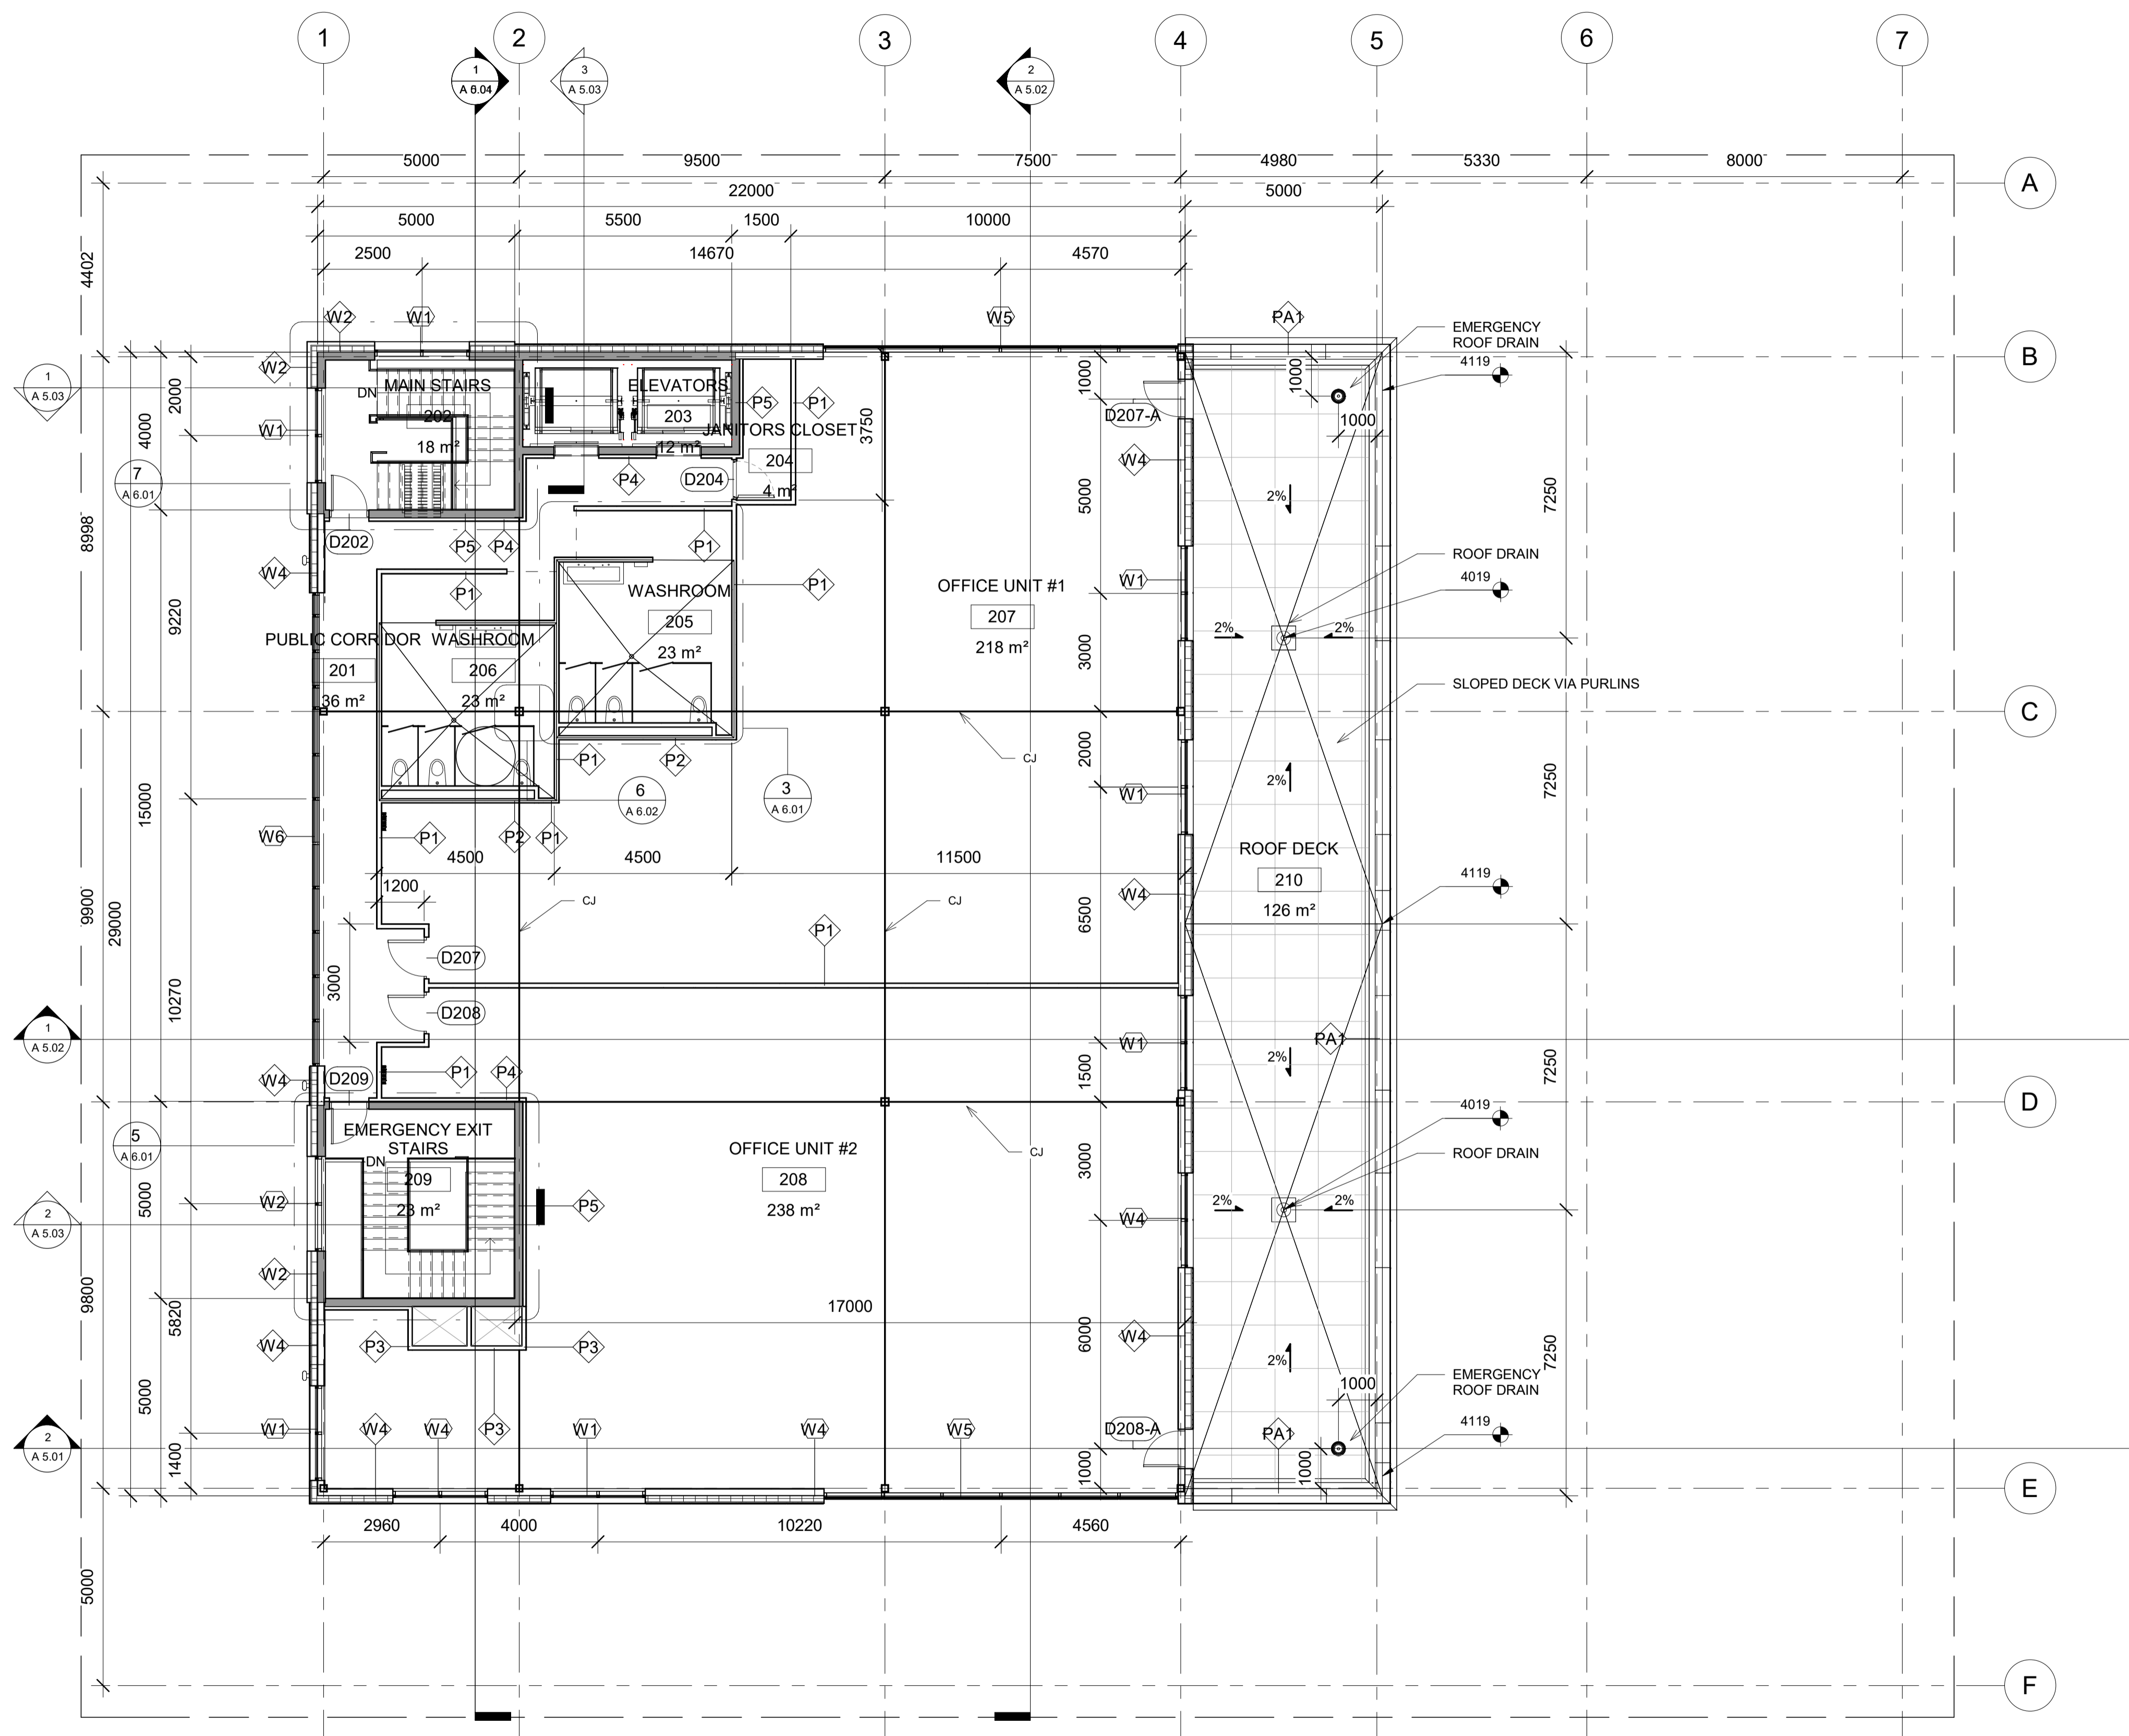 1 2 3 4 5 6 7
1
3
A 5.03
2
A 5.02
5000 9500 7500 4980 5330 8000
A
22000 5000
5000 5500 1500 10000
2500 14670 4570
4402
W2 W1 W5 PA1
EMERGENCY
ROOF DRAIN
4119
B
W2
1
A 5.03
2000
4000
DN
MAIN STAIRS
202
18 m²
ELEVATORS
203
12 m²
P5 P1
JANITORS CLOSET
204
4 m²
3750
1000
D207-A
1000
1000
W1
7
A 6.01
P4
D204
W4
5000
2%
7250
8998
D202
P5 P4 P1
ROOF DRAIN
4019
W4
P1
P1
W1
OFFICE UNIT #1
207
218 m²
WASHROOM
205
23 m²
9220
PUBLIC CORRIDOR
201
36 m²
WASHROOM
206
23 m²
3000
2% 2%
SLOPED DECK VIA PURLINS
C
CJ
2000
P1 P2
6
A 6.02
3
A 6.01
W1
2%
7250
15000
W6
P1 P2 P1
4500 4500 11500
ROOF DECK
210
126 m²
4119
1200
CJ CJ
W4
6500
9900
29000
P1
D207
3000
10270
D208
1
A 5.02
W1
PA1
2%
1500
7250
W4
D209
P1 P4
D
4019
5
A 6.01
EMERGENCY EXIT
STAIRS
DN
209
23 m²
OFFICE UNIT #2
208
238 m²
CJ
3000
ROOF DRAIN
5000
W2
2
A 5.03
P5
W4
2% 2%
W2
9800
5820
17000
W4
P3 P3
W4
6000
2%
7250
EMERGENCY
ROOF DRAIN
1000
5000
2
A 5.01
W1 W4 W4 P3 W1 W4 W5
D208-A
PA1
4119
1400
1000
1000
E
2960 4000 10220 4560
5000
F